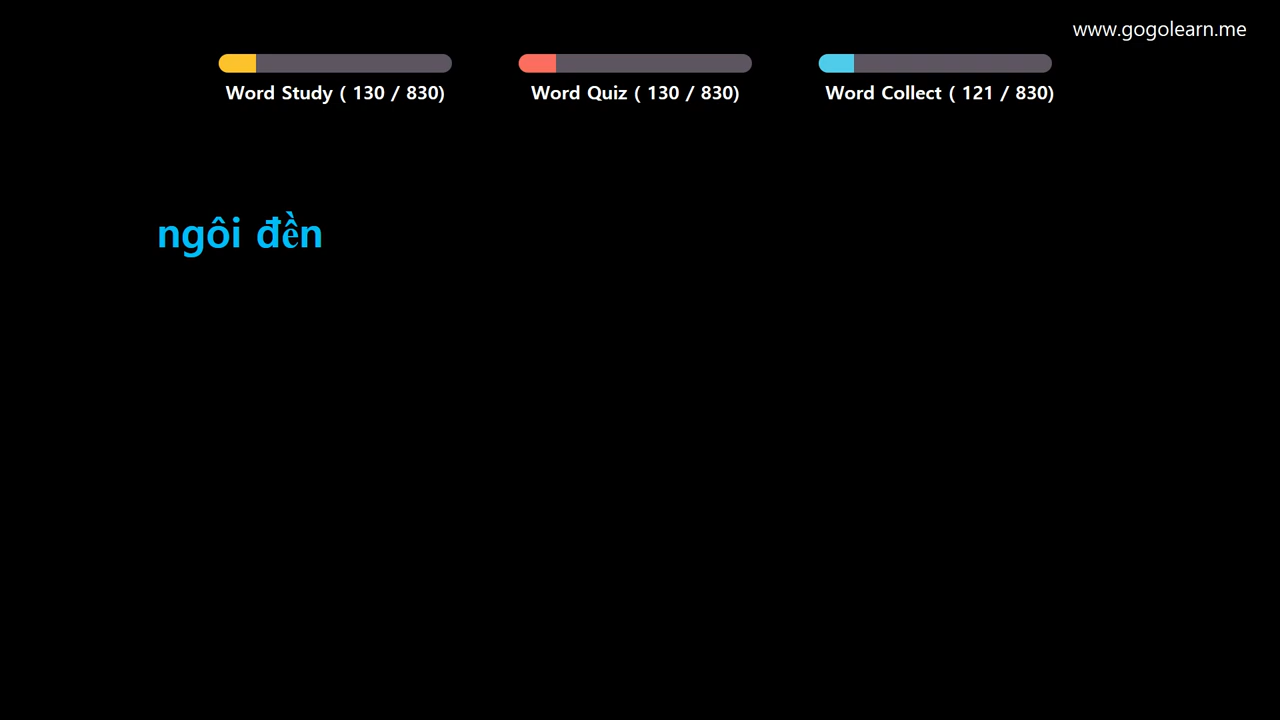 www.gogolearn.me
Word Study ( 130 / 830)
Word Quiz ( 130 / 830)
Word Collect ( 121 / 830)
ngôi đền